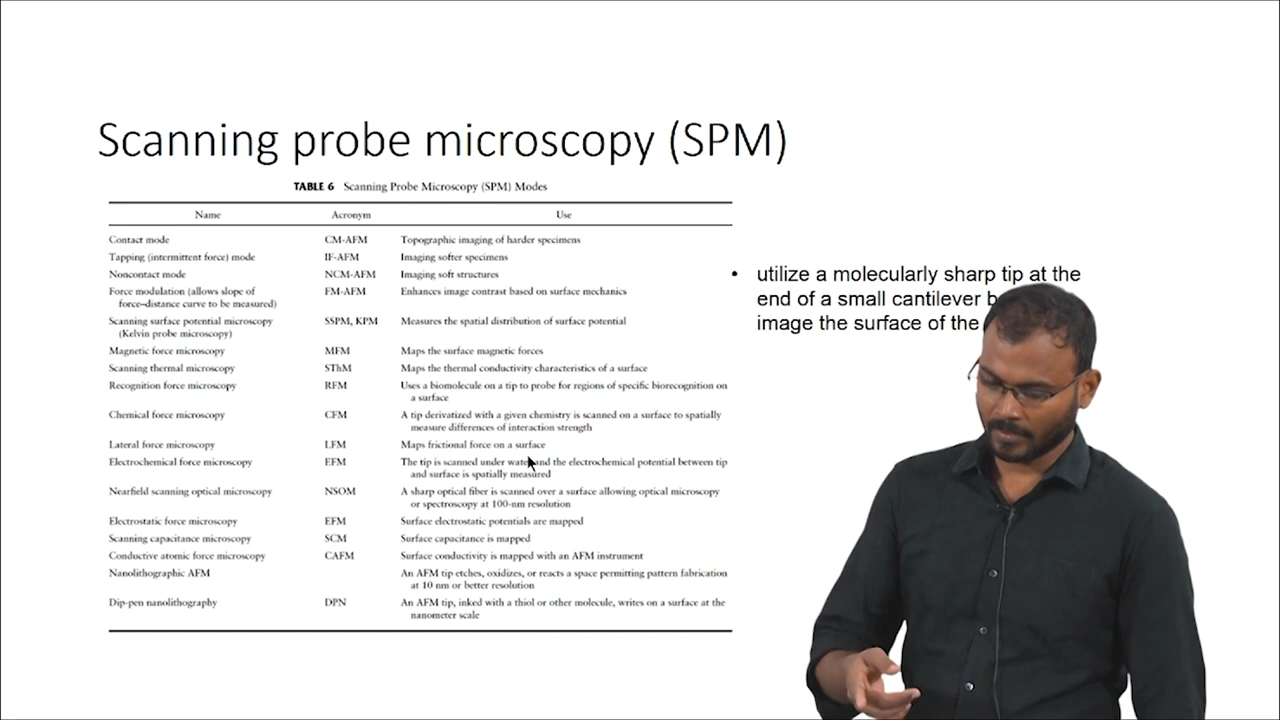 Scanning probe microscopy (SPM)
TABLE 6 Scanning Probe Microscopy (SPM) Modes
Name Acronym Use
Contact mode CM-AFM Topographic imaging of harder specimens
Tapping (intermittent force) mode IF-AFM Imaging softer specimens
Noncontact mode NCM-AFM Imaging soft structures
Force modulation (allows slope of FM-AFM Enhances image contrast based on surface mechanics
force–distance curve to be measured)
Scanning surface potential microscopy SSPM, KPM Measures the spatial distribution of surface potential
(Kelvin probe microscopy)
Magnetic force microscopy MFM Maps the surface magnetic forces
Scanning thermal microscopy SThM Maps the thermal conductivity characteristics of a surface
Recognition force microscopy RFM Uses a biomolecule on a tip to probe for regions of specific biorecognition on
a surface
Chemical force microscopy CFM A tip derivatized with a given chemistry is scanned on a surface to spatially
measure differences of interaction strength
Lateral force microscopy LFM Maps frictional force on a surface
Electrochemical force microscopy EFM The tip is scanned under water and the electrochemical potential between tip
and surface is spatially measured
Nearfield scanning optical microscopy NSOM A sharp optical fiber is scanned over a surface allowing optical microscopy
or spectroscopy at 100-nm resolution
Electrostatic force microscopy EFM Surface electrostatic potentials are mapped
Scanning capacitance microscopy SCM Surface capacitance is mapped
Conductive atomic force microscopy CAFM Surface conductivity is mapped with an AFM instrument
Nanolithographic AFM An AFM tip etches, oxidizes, or reacts a space permitting pattern fabrication
at 10 nm or better resolution
Dip-pen nanolithography DPN An AFM tip, inked with a thiol or other molecule, writes on a surface at the
nanometer scale
• utilize a molecularly sharp tip at the
end of a small cantilever
image the surface of the